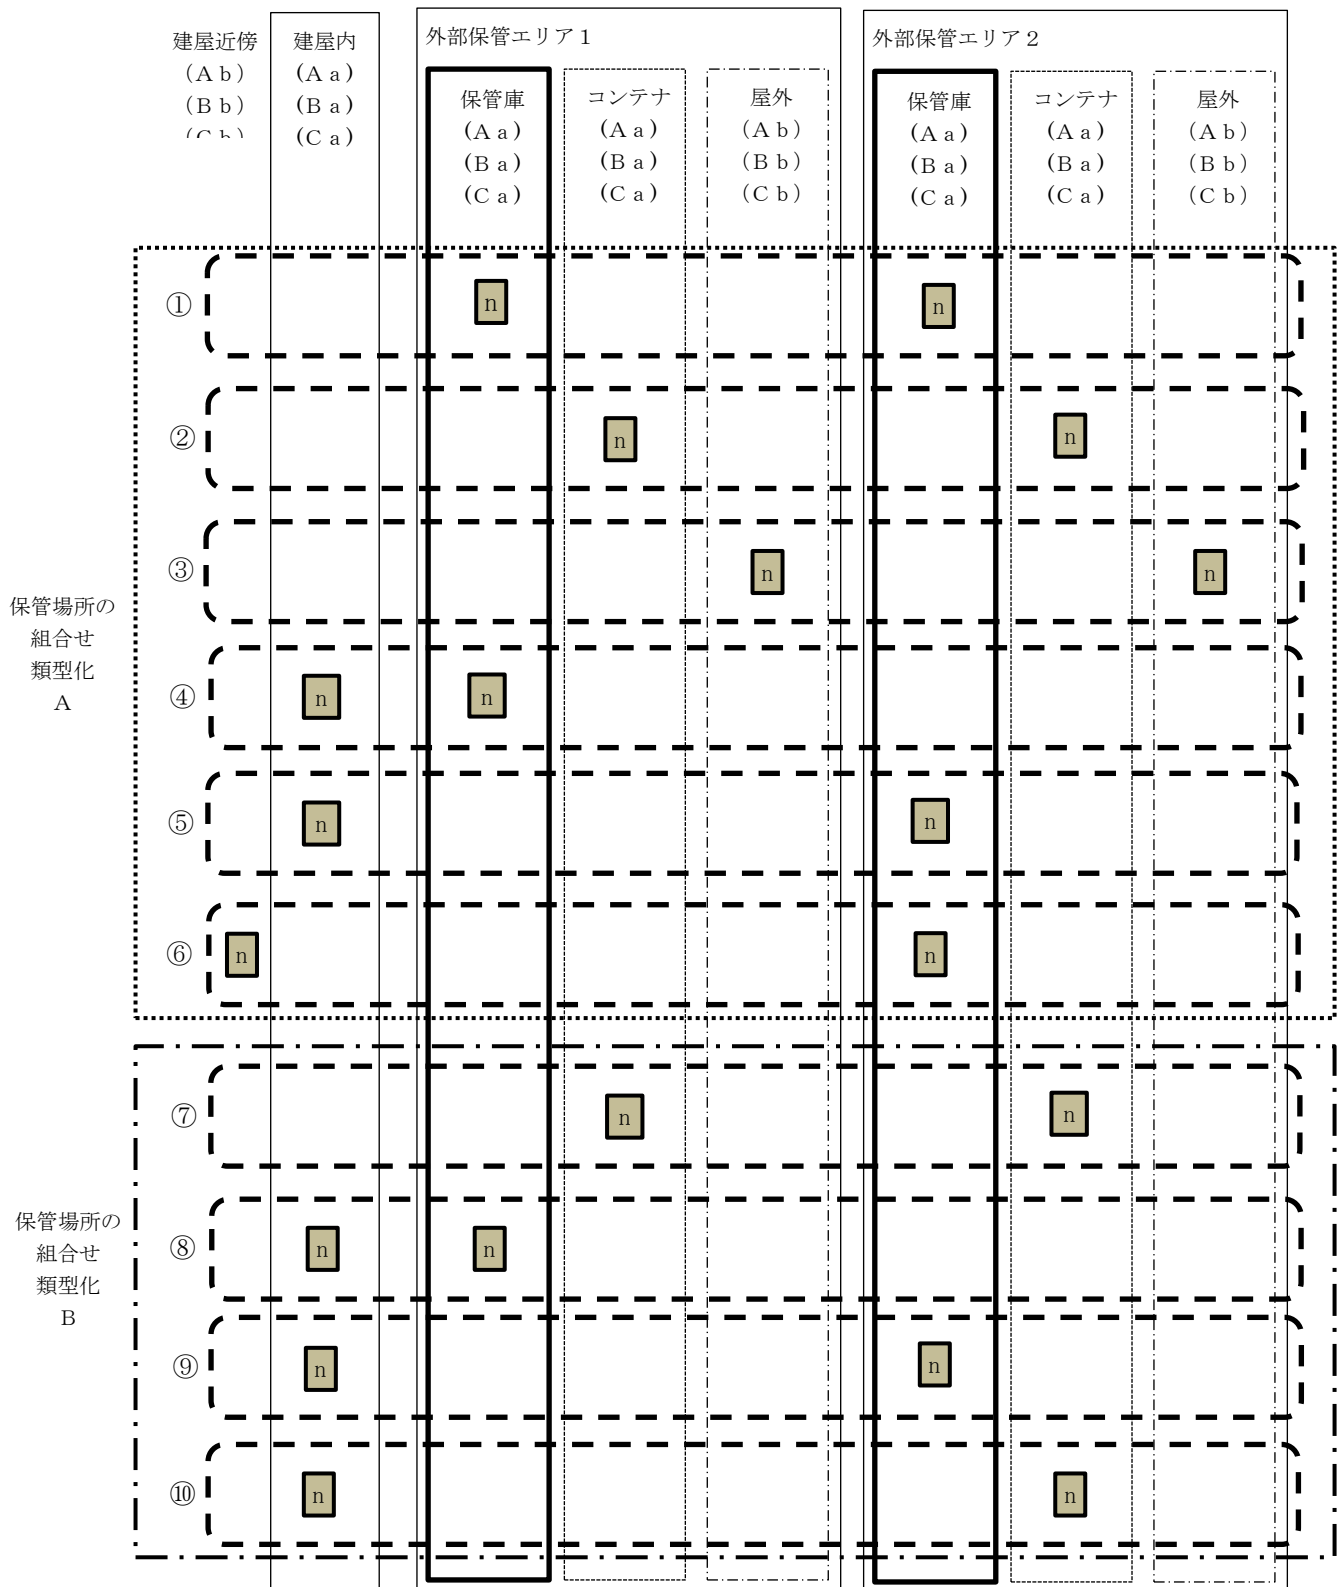 外部保管エリア１
外部保管エリア２
建屋近傍
（Ａｂ）
（Ｂｂ）
建屋内
(Ａａ)
(Ｂａ)
(Ｃａ)
保管庫
(Ａａ)
(Ｂａ)
(Ｃａ)
コンテナ
(Ａａ)
(Ｂａ)
(Ｃａ)
屋外
（Ａｂ）
（Ｂｂ）
（Ｃｂ）
保管庫
(Ａａ)
(Ｂａ)
(Ｃａ)
コンテナ
(Ａａ)
(Ｂａ)
(Ｃａ)
屋外
（Ａｂ）
（Ｂｂ）
（Ｃｂ）
保管場所の
組合せ
類型化
Ａ
① n n
② n n
③ n n
④ n n
⑤ n n
⑥ n n
保管場所の
組合せ
類型化
Ｂ
⑦ n n
⑧ n n
⑨ n n
⑩ n n